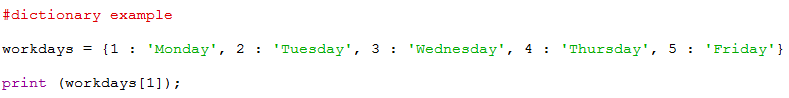 #dictionary example
workdays = {1 : 'Monday', 2 : 'Tuesday', 3 : 'Wednesday', 4 : 'Thursday', 5 : 'Friday'}
print (workdays[1]);